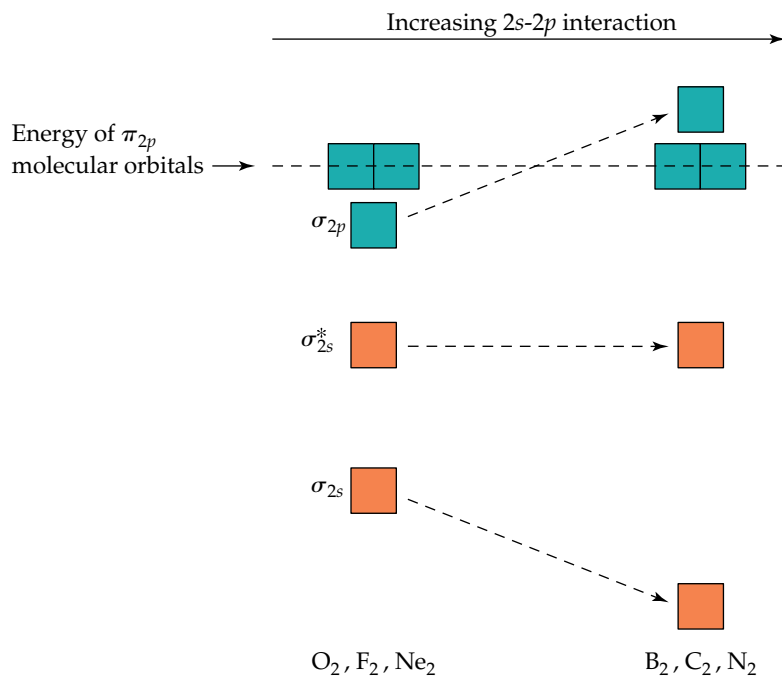 Increasing 2s-2p interaction
Energy of π₂ₚ
molecular orbitals
σ₂ₚ
σ*₂ₛ
σ₂ₛ
O₂, F₂, Ne₂
B₂, C₂, N₂